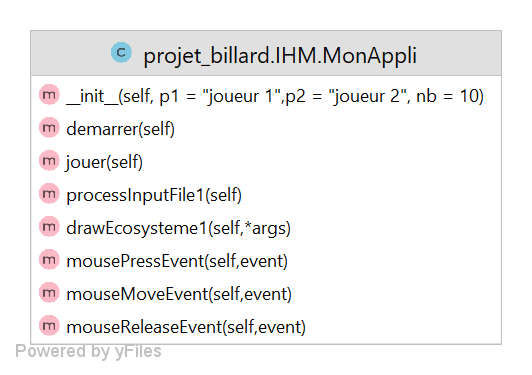 C projet_billard.IHM.MonAppli
m __init__(self, p1 = "joueur 1",p2 = "joueur 2", nb = 10)
m demarrer(self)
m jouer(self)
m processInputFile1(self)
m drawEcosysteme1(self,*args)
m mousePressEvent(self,event)
m mouseMoveEvent(self,event)
m mouseReleaseEvent(self,event)
Powered by yFiles